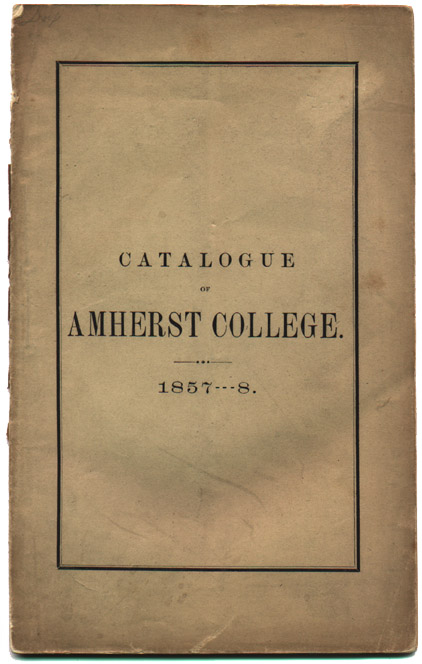 CATALOGUE
OF
AMHERST COLLEGE.
1857---8.